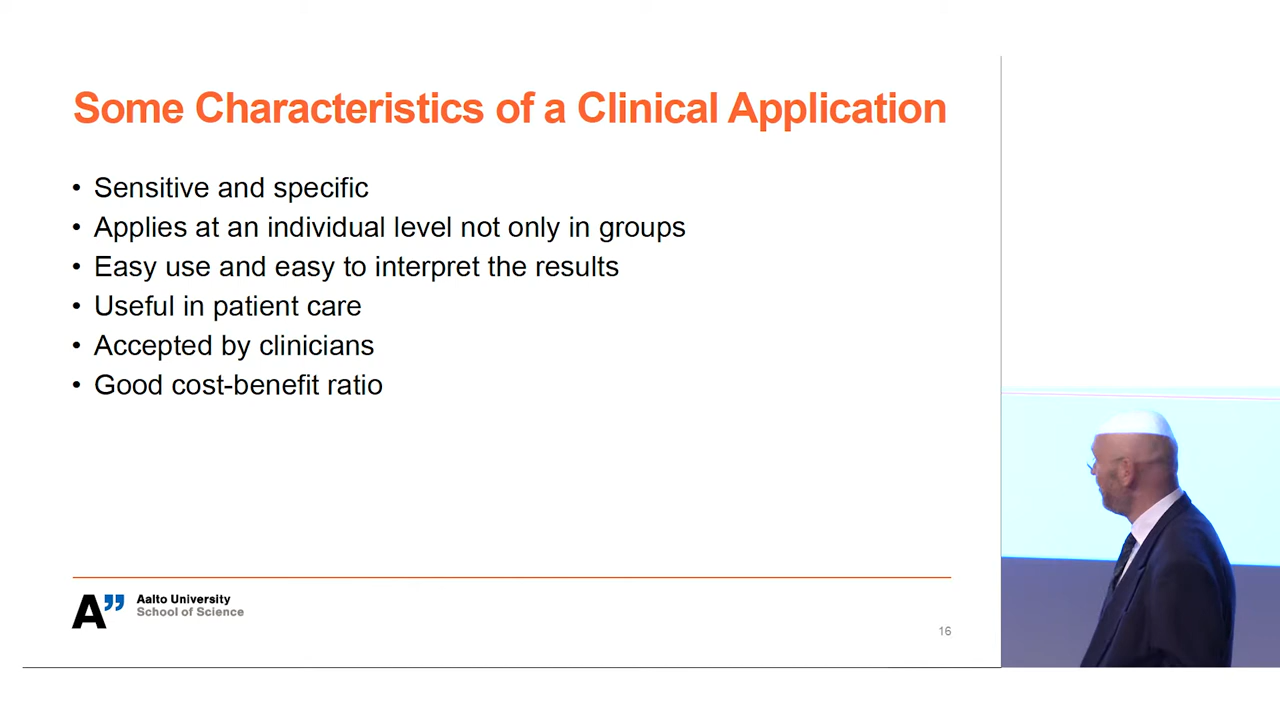 Some Characteristics of a Clinical Application
• Sensitive and specific
• Applies at an individual level not only in groups
• Easy use and easy to interpret the results
• Useful in patient care
• Accepted by clinicians
• Good cost-benefit ratio
A”
Aalto University
School of Science
16